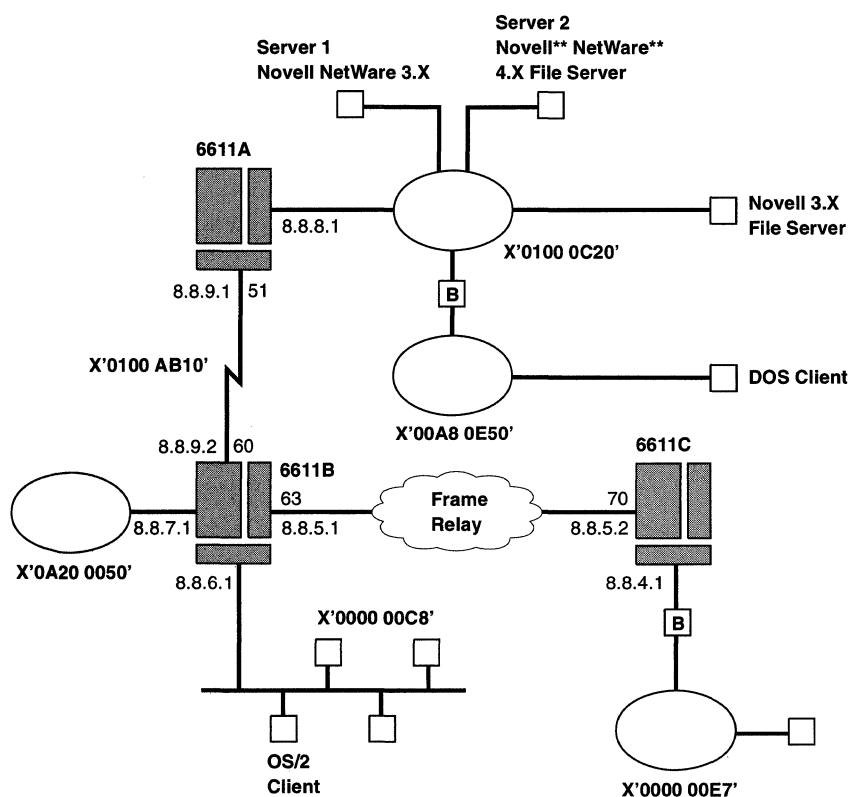 Server 1
Novell NetWare 3.X
Server 2
Novell** NetWare**
4.X File Server
6611A
8.8.8.1
Novell 3.X
File Server
X'0100 0C20'
8.8.9.1
51
B
X'0100 AB10'
DOS Client
X'00A8 0E50'
8.8.9.2
60
6611B
6611C
63
Frame
Relay
70
8.8.7.1
8.8.5.1
8.8.5.2
X'0A20 0050'
8.8.6.1
8.8.4.1
X'0000 00C8'
B
OS/2
Client
X'0000 00E7'